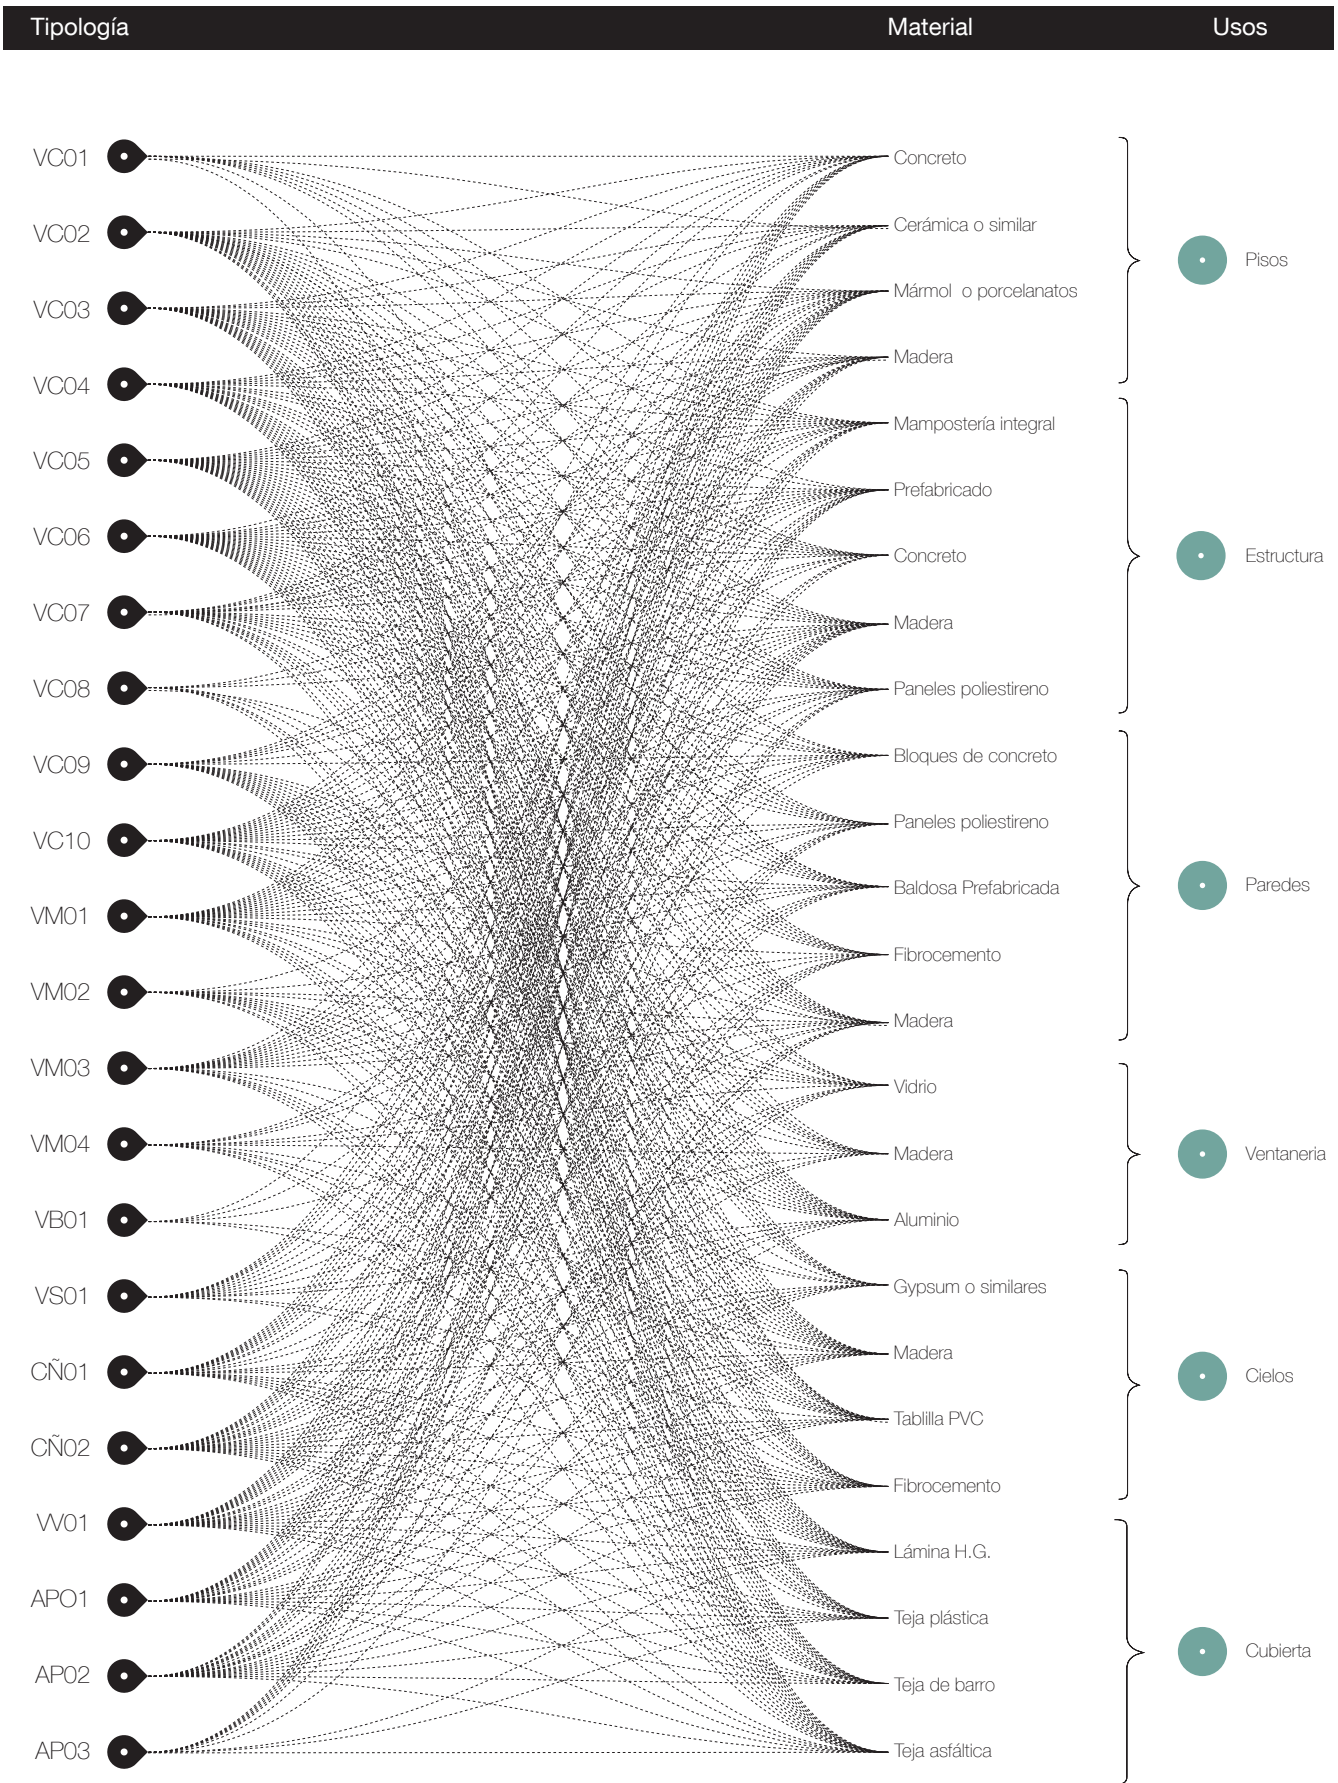 Tipología Material Usos
VC01
VC02
VC03
VC04
VC05
VC06
VC07
VC08
VC09
VC10
VM01
VM02
VM03
VM04
VB01
VS01
CÑ01
CÑ02
VV01
APO1
AP02
AP03
Concreto
Cerámica o similar
Mármol o porcelanatos
Madera
Mampostería integral
Prefabricado
Concreto
Madera
Paneles poliestireno
Bloques de concreto
Paneles poliestireno
Baldosa Prefabricada
Fibrocemento
Madera
Vidrio
Madera
Aluminio
Gypsum o similares
Madera
Tablilla PVC
Fibrocemento
Lámina H.G.
Teja plástica
Teja de barro
Teja asfáltica
Pisos
Estructura
Paredes
Ventaneria
Cielos
Cubierta